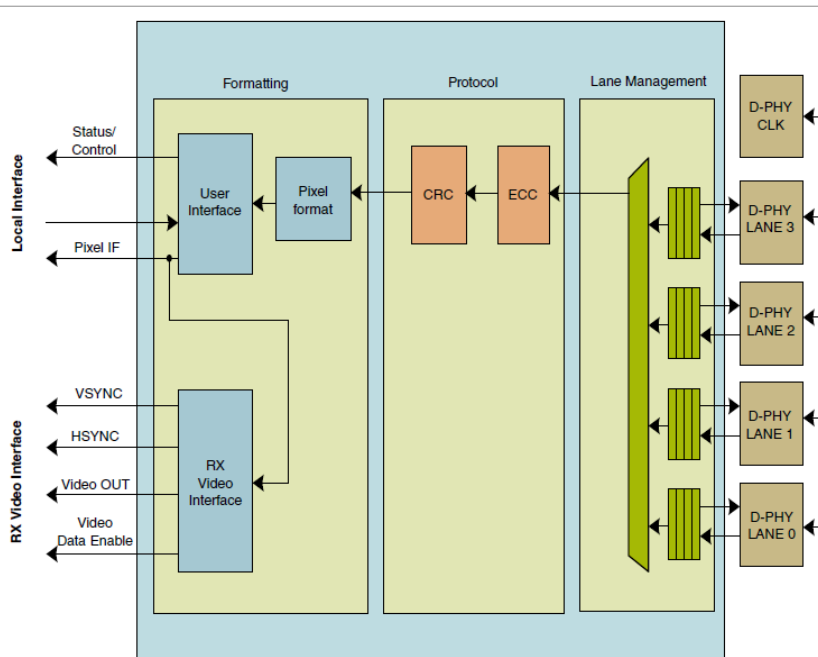 Formatting
Protocol
Lane Management
Local Interface
Status/
Control
Pixel IF
User
Interface
Pixel
format
CRC
ECC
D-PHY
CLK
D-PHY
LANE 3
D-PHY
LANE 2
D-PHY
LANE 1
D-PHY
LANE 0
RX Video Interface
VSYNC
HSYNC
Video OUT
Video
Data Enable
RX
Video
Interface